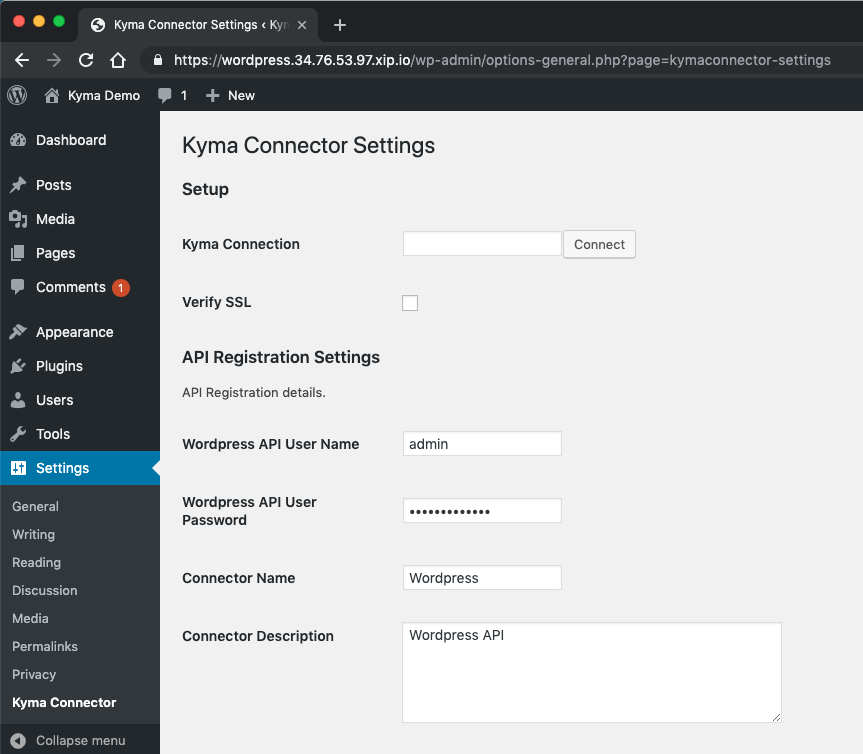 Kyma Connector Settings ‹ Kyn
https://wordpress.34.76.53.97.xip.io/wp-admin/options-general.php?page=kymaconnector-settings
Kyma Demo 1 New
Dashboard
Posts
Media
Pages
Comments 1
Appearance
Plugins
Users
Tools
Settings
General
Writing
Reading
Discussion
Media
Permalinks
Privacy
Kyma Connector
Collapse menu
Kyma Connector Settings
Setup
Kyma Connection Connect
Verify SSL
API Registration Settings
API Registration details.
Wordpress API User Name admin
Wordpress API User
Password •••••••••••••
Connector Name Wordpress
Connector Description Wordpress API